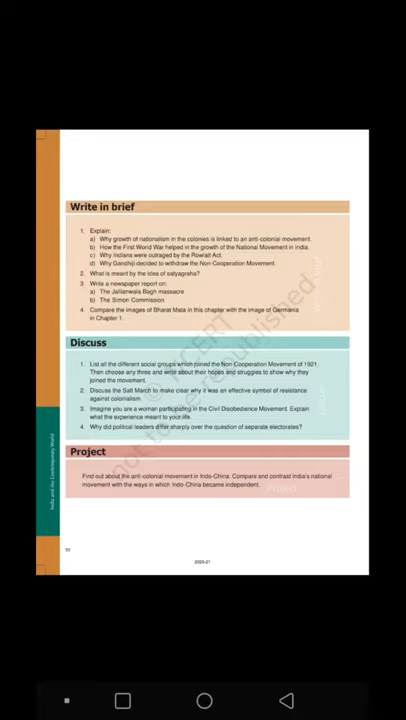 Write in brief
1. Explain:
a) Why growth of nationalism in the colonies is linked to an anti-colonial movement.
b) How the First World War helped in the growth of the National Movement in India.
c) Why Indians were outraged by the Rowlatt Act.
d) Why Gandhiji decided to withdraw the Non-Cooperation Movement.
2. What is meant by the idea of satyagraha?
3. Write a newspaper report on:
a) The Jallianwala Bagh massacre
b) The Simon Commission
4. Compare the images of Bharat Mata in this chapter with the image of Germania
in Chapter 1.
Discuss
1. List all the different social groups which joined the Non-Cooperation Movement of 1921.
Then choose any three and write about their hopes and struggles to show why they
joined the movement.
2. Discuss the Salt March to make clear why it was an effective symbol of resistance
against colonialism.
3. Imagine you are a woman participating in the Civil Disobedience Movement. Explain
what the experience meant to your life.
4. Why did political leaders differ sharply over the question of separate electorates?
Project
Find out about the anti-colonial movement in Indo-China. Compare and contrast India's national
movement with the ways in which Indo-China became independent.
Project
India and the Contemporary World
50
2020-21
© NCERT
not to be republished